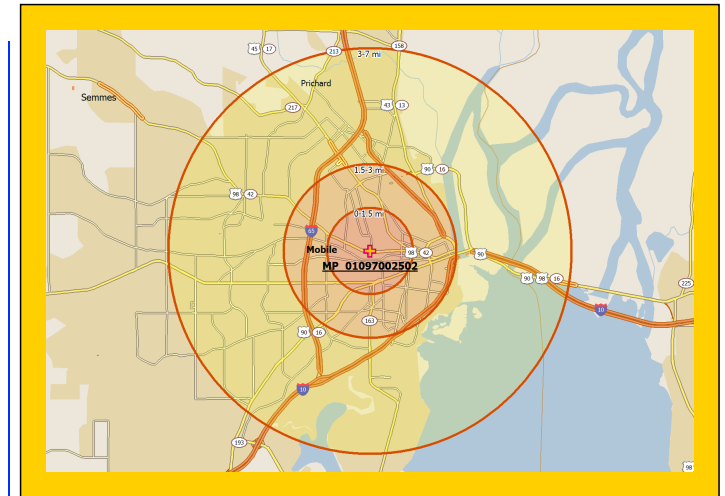 45 17
213
158
3-7 mi
Prichard
Semmes
217
43 13
90 16
1.5-3 mi
98 42
0-1.5 mi
65
Mobile
98 42
90
MP 01097002502
90 98 16
225
10
163
90 16
10
193
98